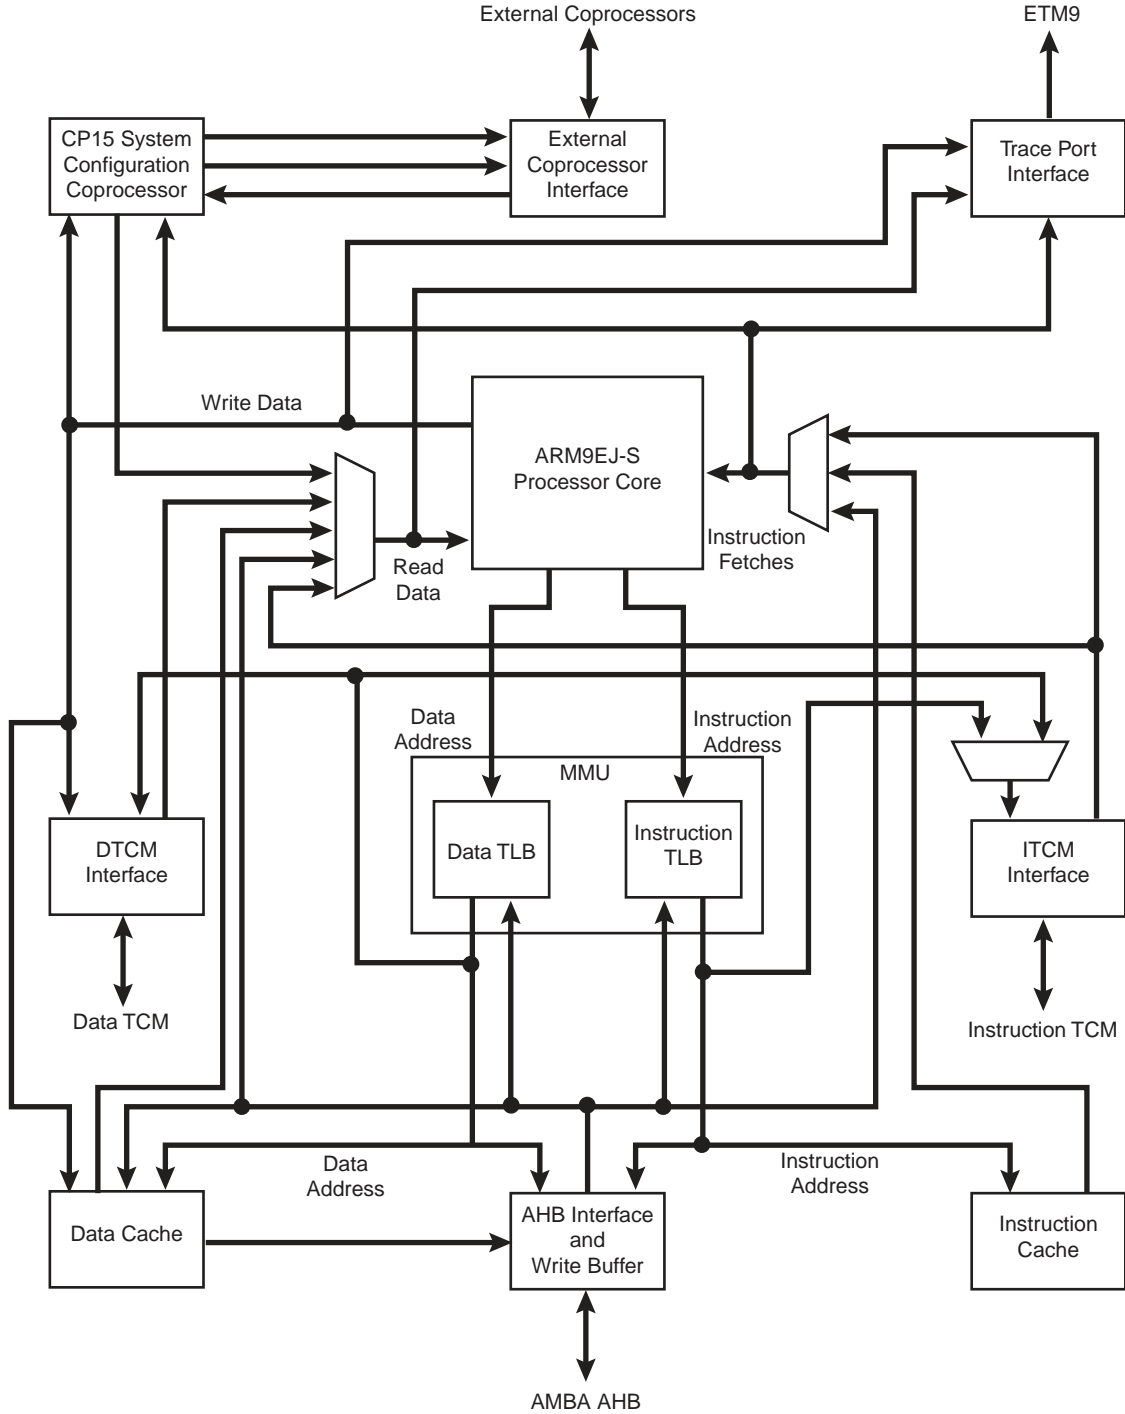 External Coprocessors
ETM9
CP15 System
Configuration
Coprocessor
External
Coprocessor
Interface
Trace Port
Interface
Write Data
ARM9EJ-S
Processor Core
Read
Data
Instruction
Fetches
Data
Address
Instruction
Address
MMU
Data TLB
Instruction
TLB
DTCM
Interface
ITCM
Interface
Data TCM
Instruction TCM
Data
Address
Instruction
Address
Data Cache
AHB Interface
and
Write Buffer
Instruction
Cache
AMBA AHB